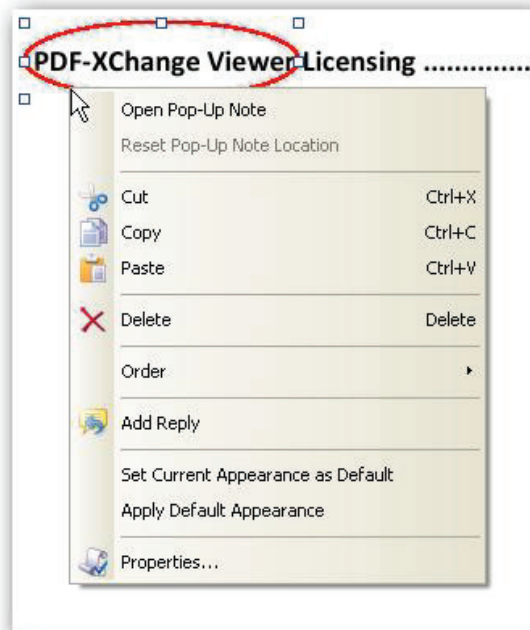 PDF-XChange Viewer Licensing ...............
Open Pop-Up Note
Reset Pop-Up Note Location
Cut Ctrl+X
Copy Ctrl+C
Paste Ctrl+V
Delete Delete
Order
Add Reply
Set Current Appearance as Default
Apply Default Appearance
Properties...